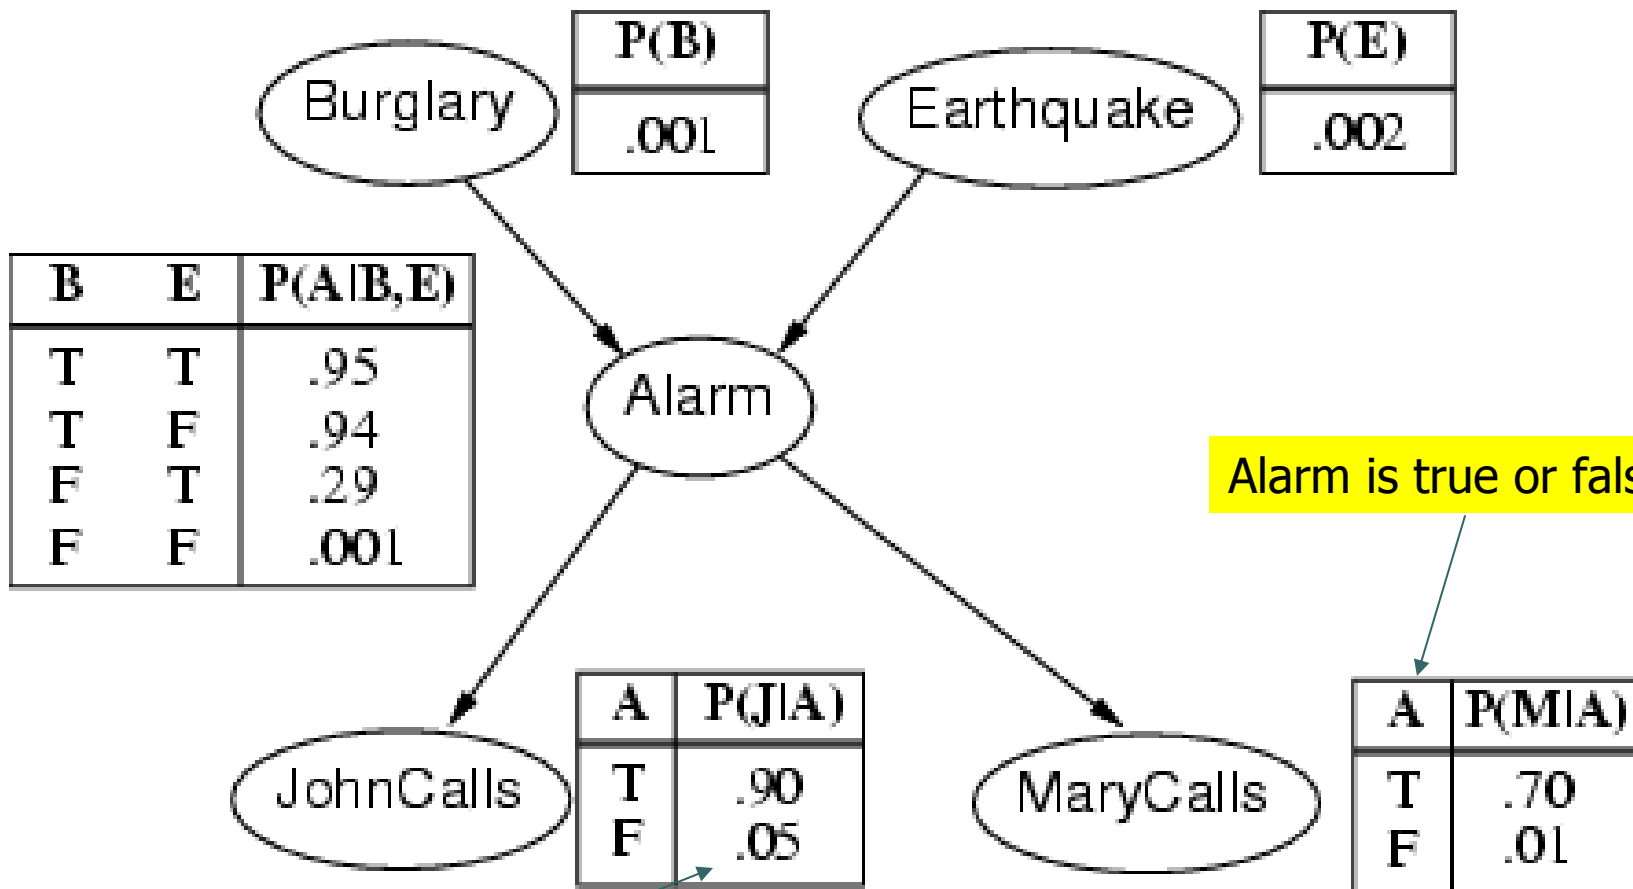 Burglary
P(B)
.001
Earthquake
P(E)
.002
B E P(A|B,E)
T T .95
T F .94
F T .29
F F .001
Alarm
Alarm is true or fals
JohnCalls
A P(J|A)
T .90
F .05
MaryCalls
A P(M|A)
T .70
F .01